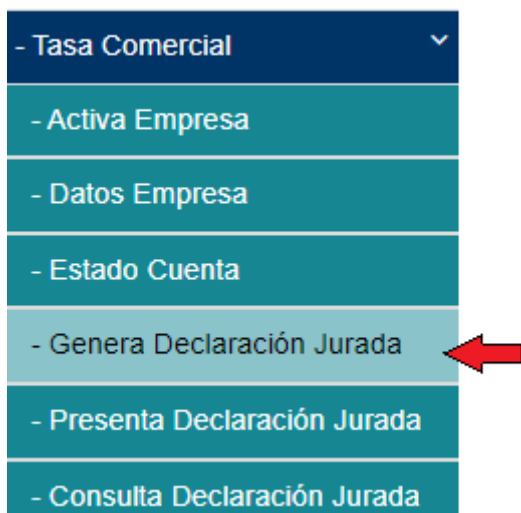 - Tasa Comercial
- Activa Empresa
- Datos Empresa
- Estado Cuenta
- Genera Declaración Jurada
- Presenta Declaración Jurada
- Consulta Declaración Jurada